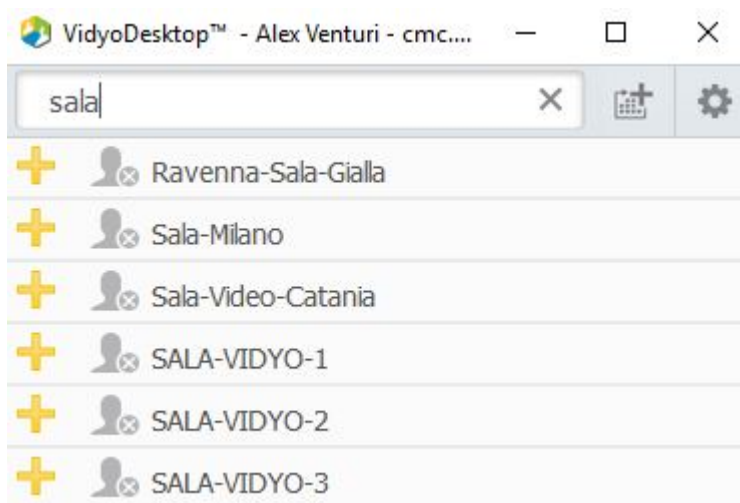 VidyoDesktop™ - Alex Venturi - cmc....
sala
Ravenna-Sala-Gialla
Sala-Milano
Sala-Video-Catania
SALA-VIDYO-1
SALA-VIDYO-2
SALA-VIDYO-3